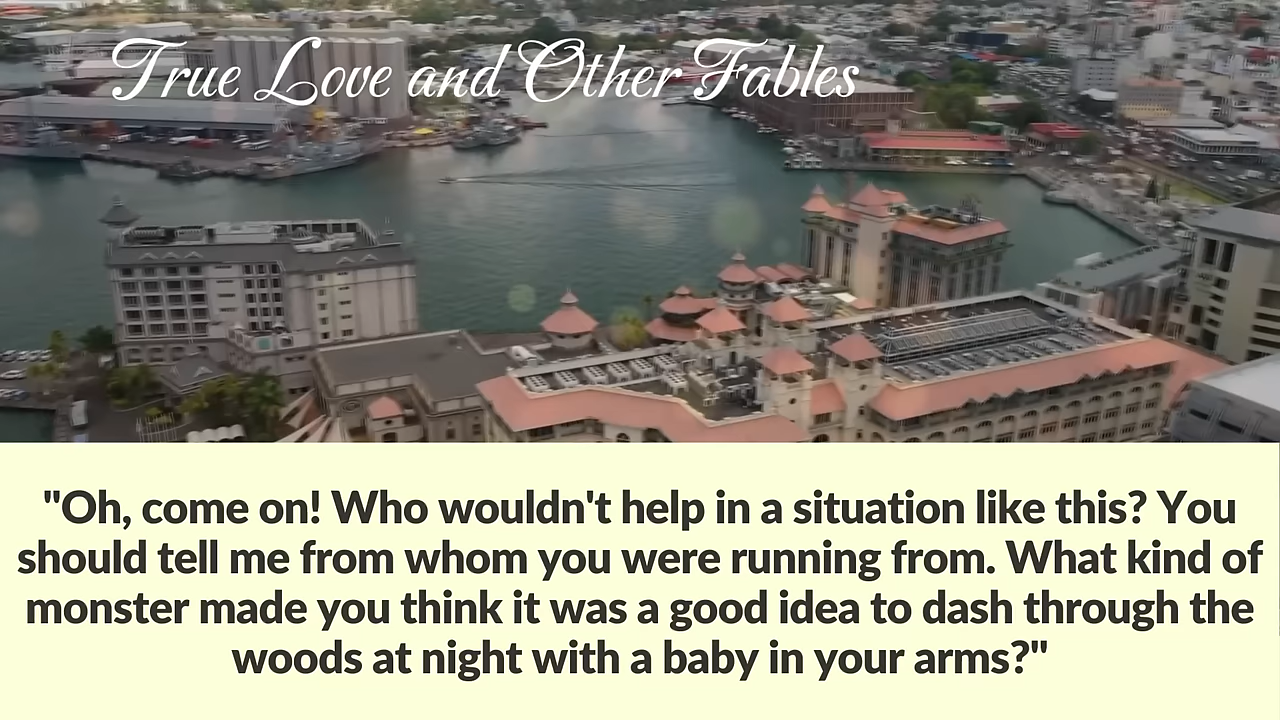 True Love and Other Fables
"Oh, come on! Who wouldn't help in a situation like this? You
should tell me from whom you were running from. What kind of
monster made you think it was a good idea to dash through the
woods at night with a baby in your arms?"